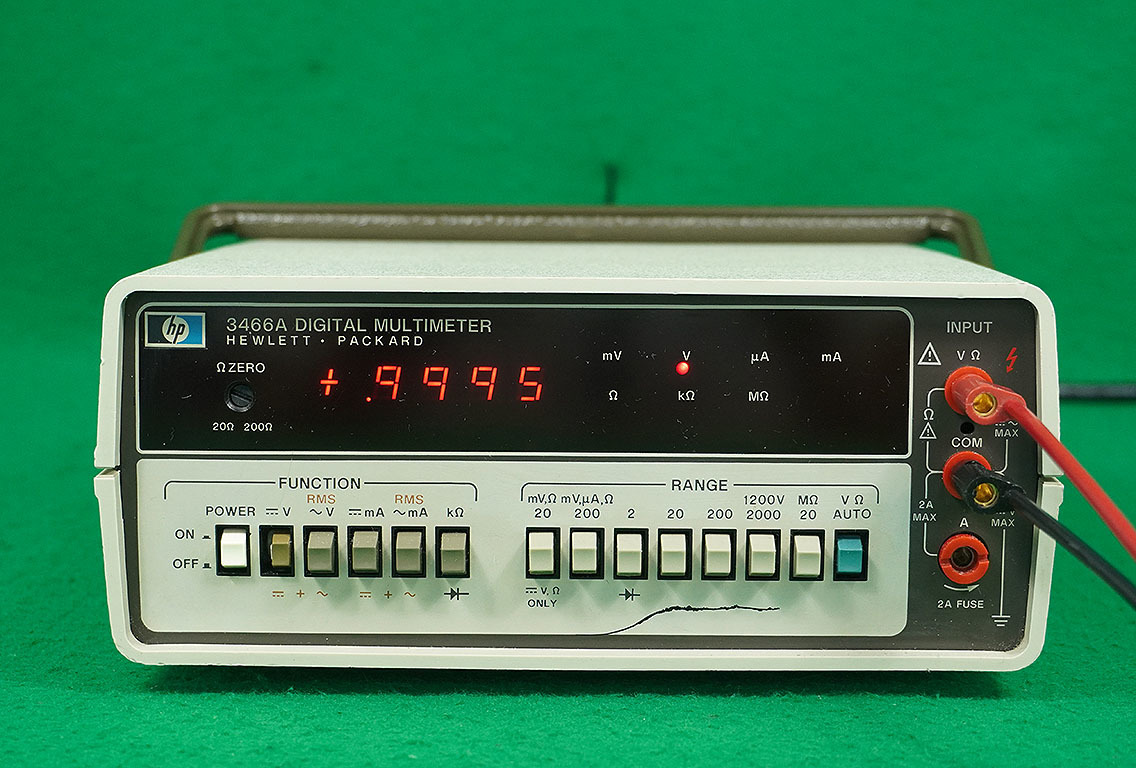 hp
3466A DIGITAL MULTIMETER
HEWLETT · PACKARD
Ω ZERO
20Ω 200Ω
+ .9995
mV V μA mA
Ω kΩ MΩ
INPUT
V Ω
Ω
MAX
COM
2A
MAX
A
MAX
2A FUSE
FUNCTION
RMS RMS
POWER ⎓ V ~ V ⎓ mA ~ mA kΩ
ON
OFF
⎓ + ~ ⎓ + ~
RANGE
mV,Ω mV,μA,Ω 1200V MΩ V Ω
20 200 2 20 200 2000 20 AUTO
⎓ V, Ω
ONLY